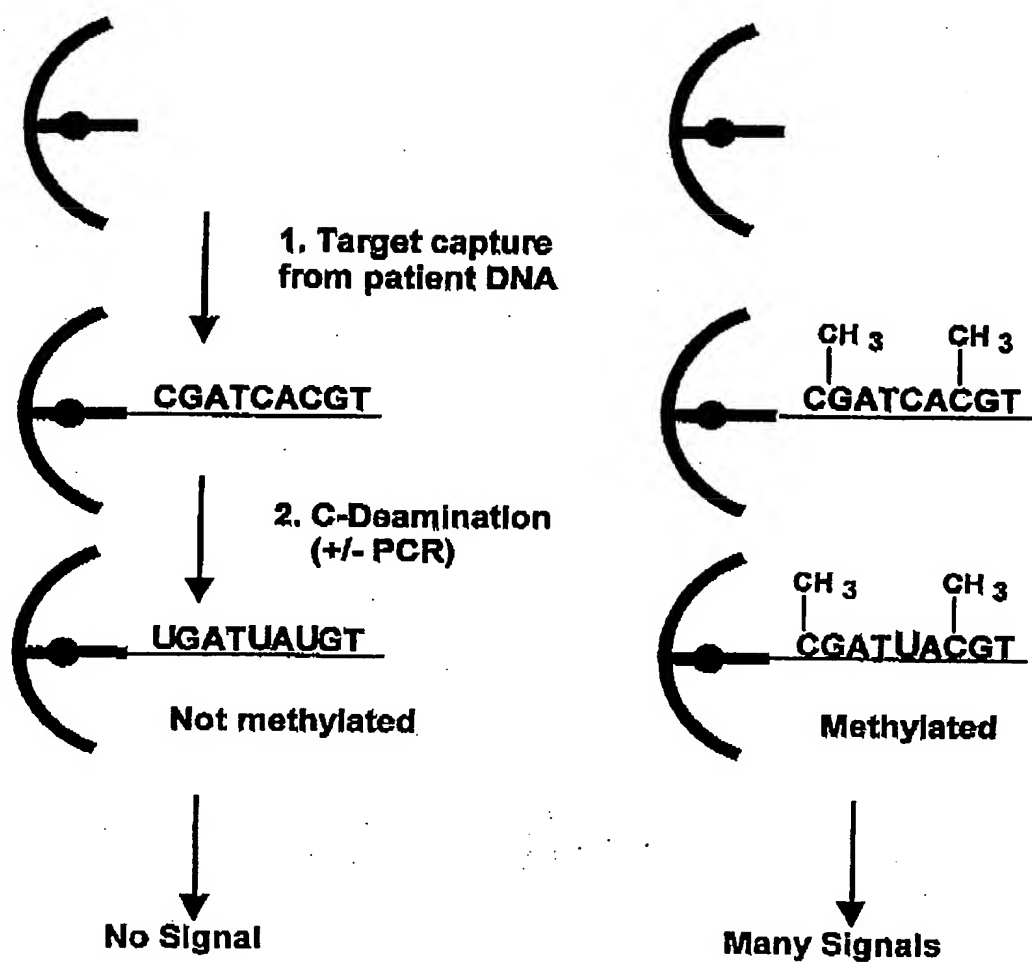 1. Target capture
from patient DNA
CGATCACGT
CH 3 CH 3
CGATCACGT
2. C-Deamination
(+/- PCR)
UGATUAUGT
CH 3 CH 3
CGATUACGT
Not methylated
Methylated
No Signal
Many Signals